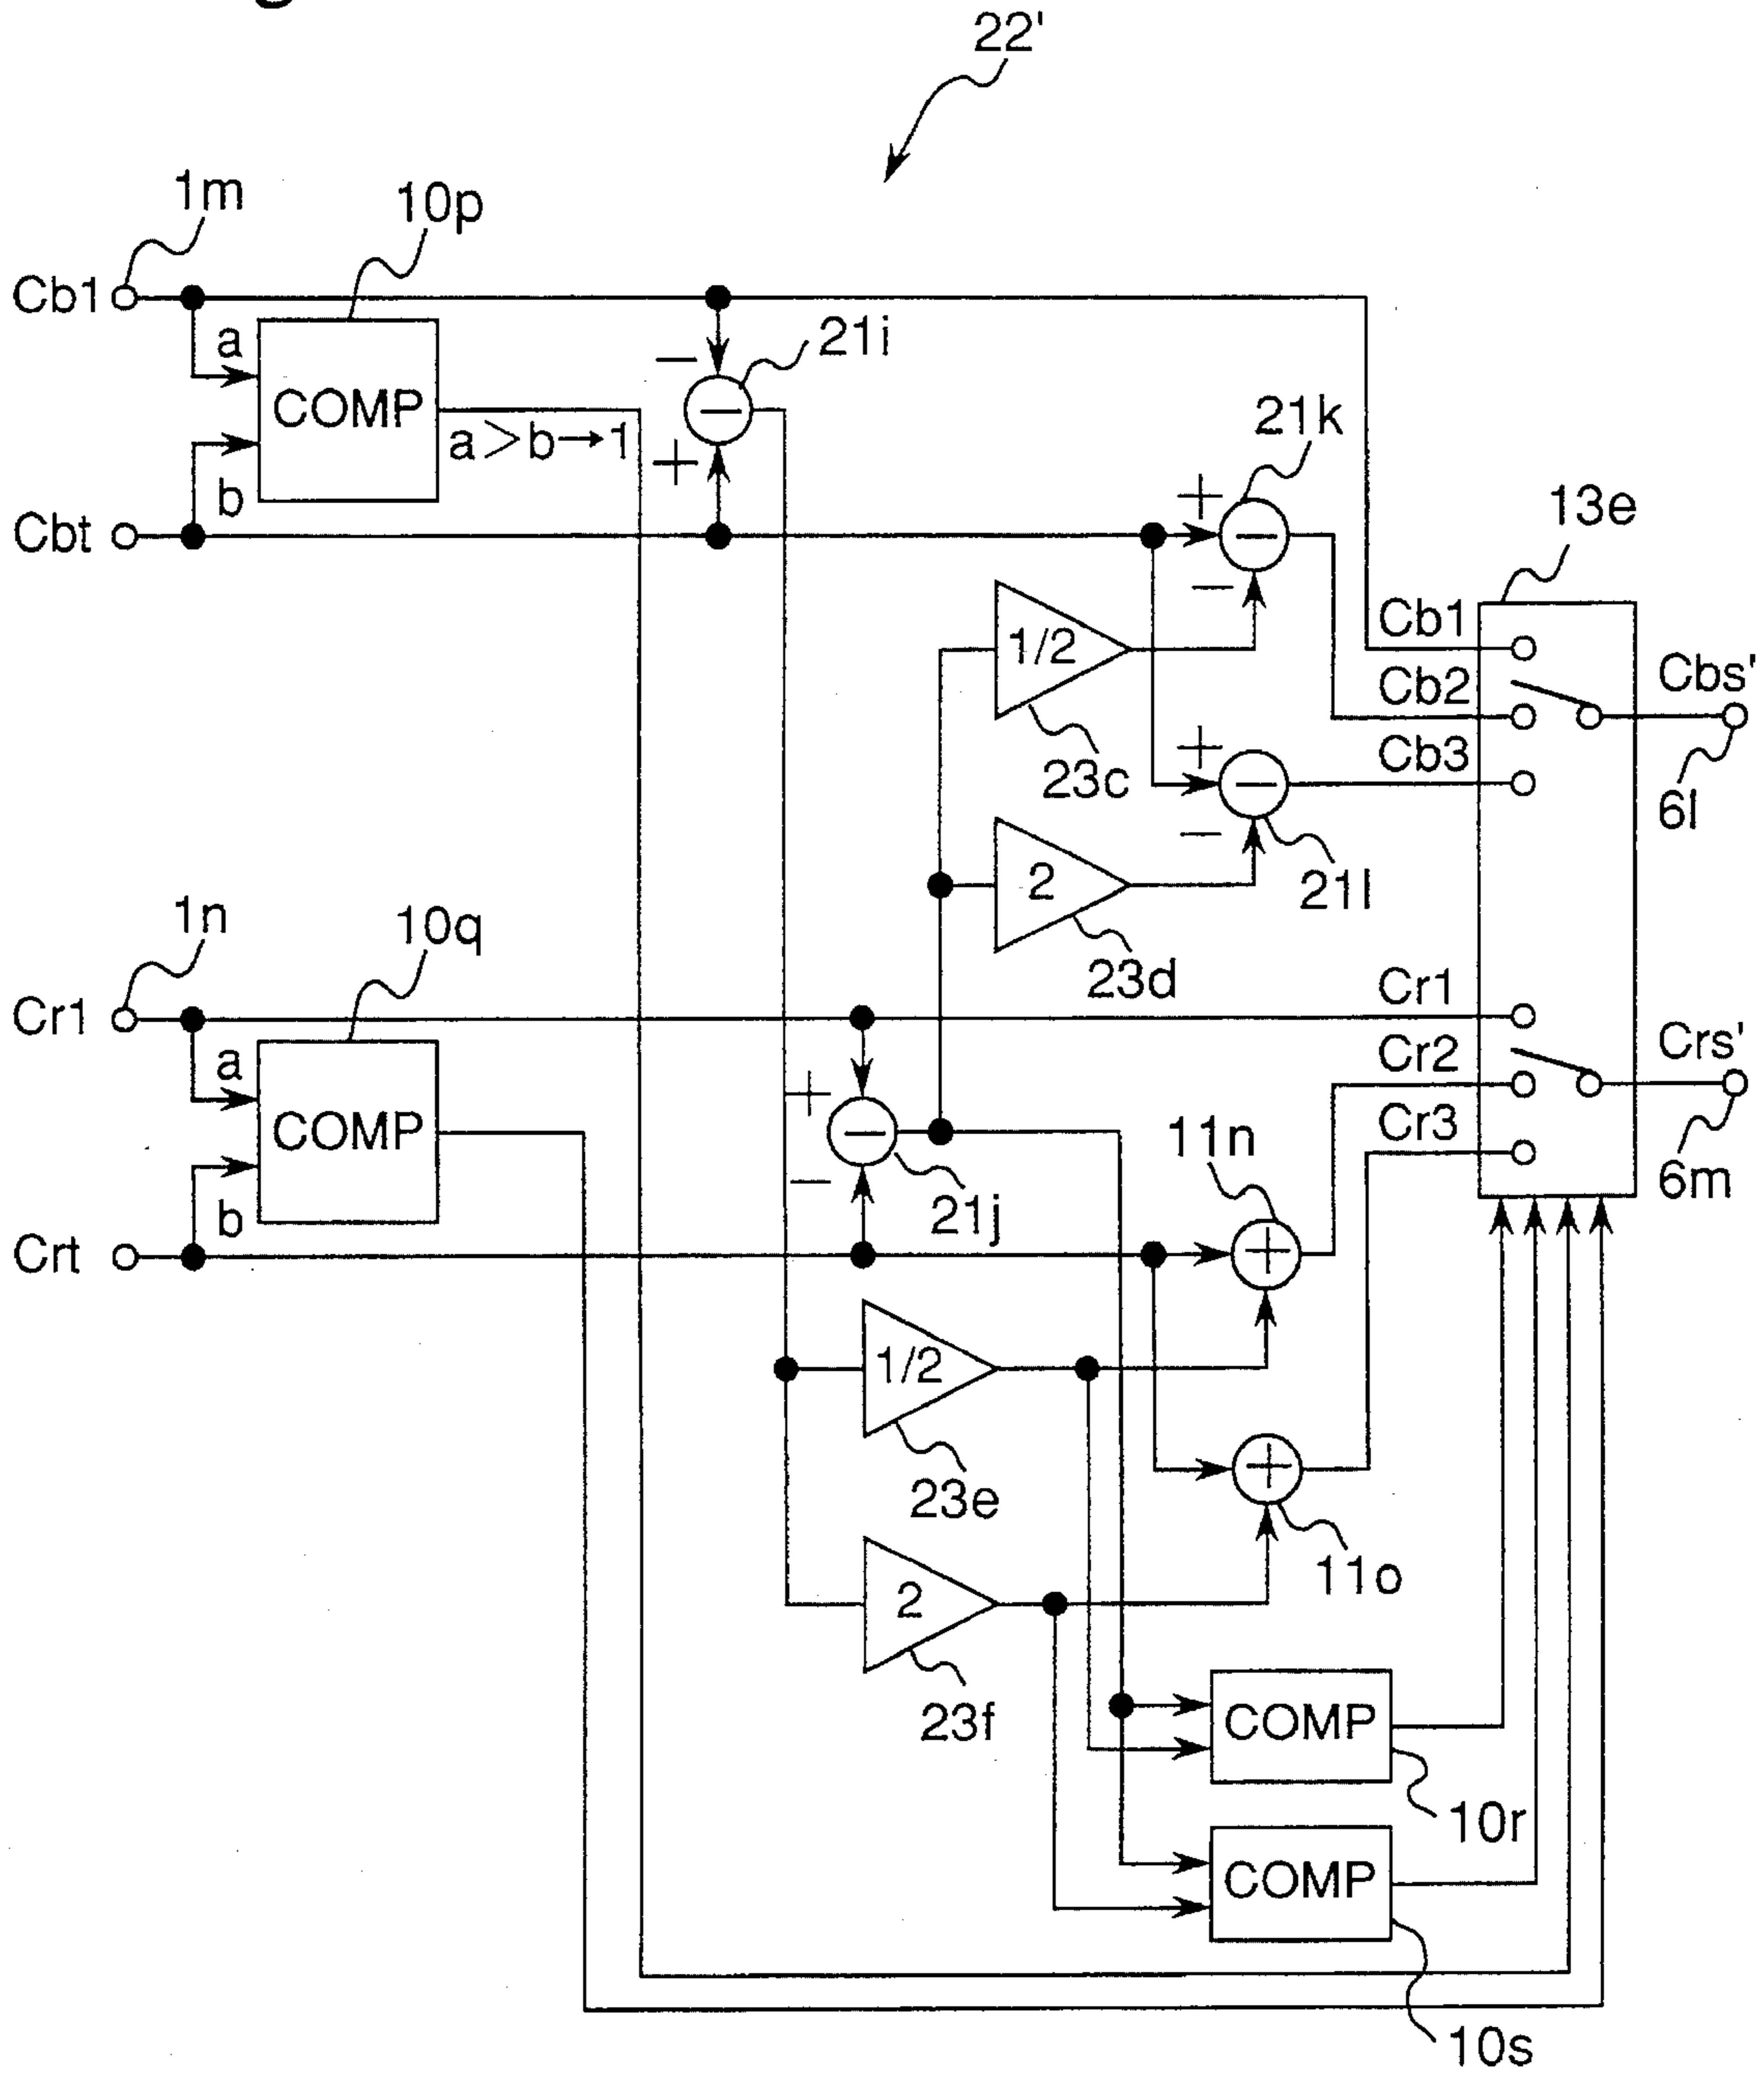 22'
1m
10p
Cb1
a
COMP
a>b→1
b
Cbt
−
21i
−
+
21k
+
−
−
13e
1/2
23c
Cb1
Cb2
Cb3
Cbs'
6l
+
−
−
21l
2
23d
1n
10q
Cr1
a
COMP
b
Crt
+
−
−
21j
Cr1
Cr2
Cr3
Crs'
6m
11n
+
1/2
23e
+
11o
2
23f
COMP
10r
COMP
10s